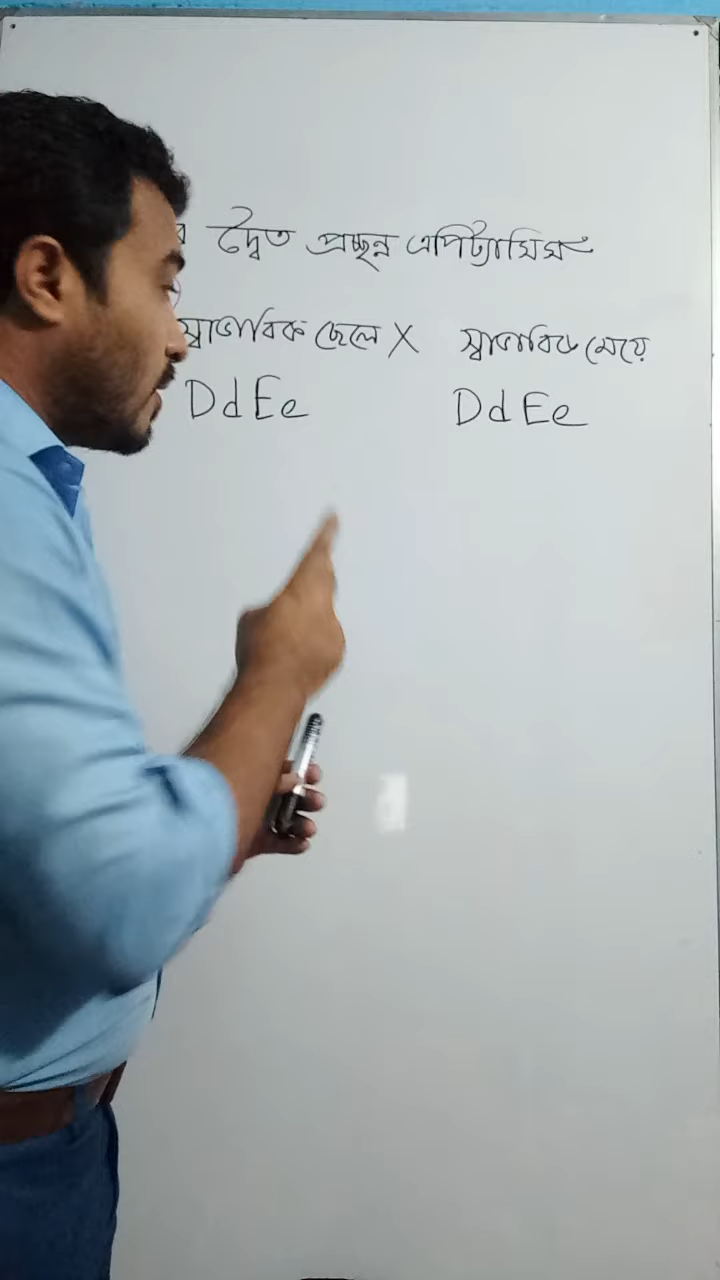 র দ্বৈত প্রচ্ছন্ন এপিস্ট্যাসিস
স্বাভাবিক ছেলে X স্বাভাবিক মেয়ে
DdEe DdEe